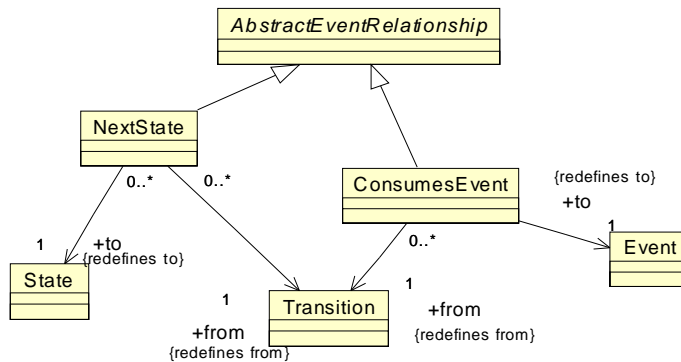 AbstractEventRelationship
NextState
0..*
0..*
ConsumesEvent
{redefines to}
+to
1
0..*
1
+to
{redefines to}
Event
State
1
Transition
1
+from
{redefines from}
+from
{redefines from}